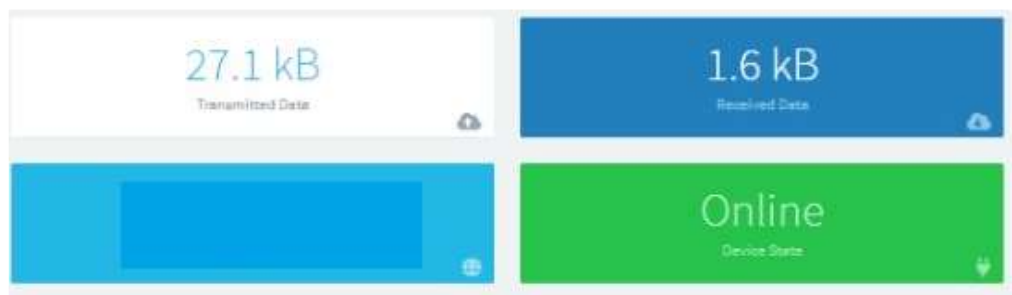 27.1 kB
Transmitted Data
1.6 kB
Received Data
Online
Device State